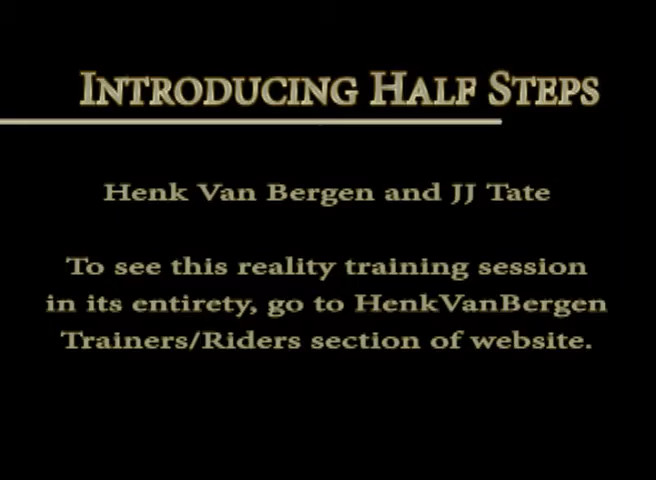 Introducing Half Steps
Henk Van Bergen and JJ Tate
To see this reality training session
in its entirety, go to HenkVanBergen
Trainers/Riders section of website.